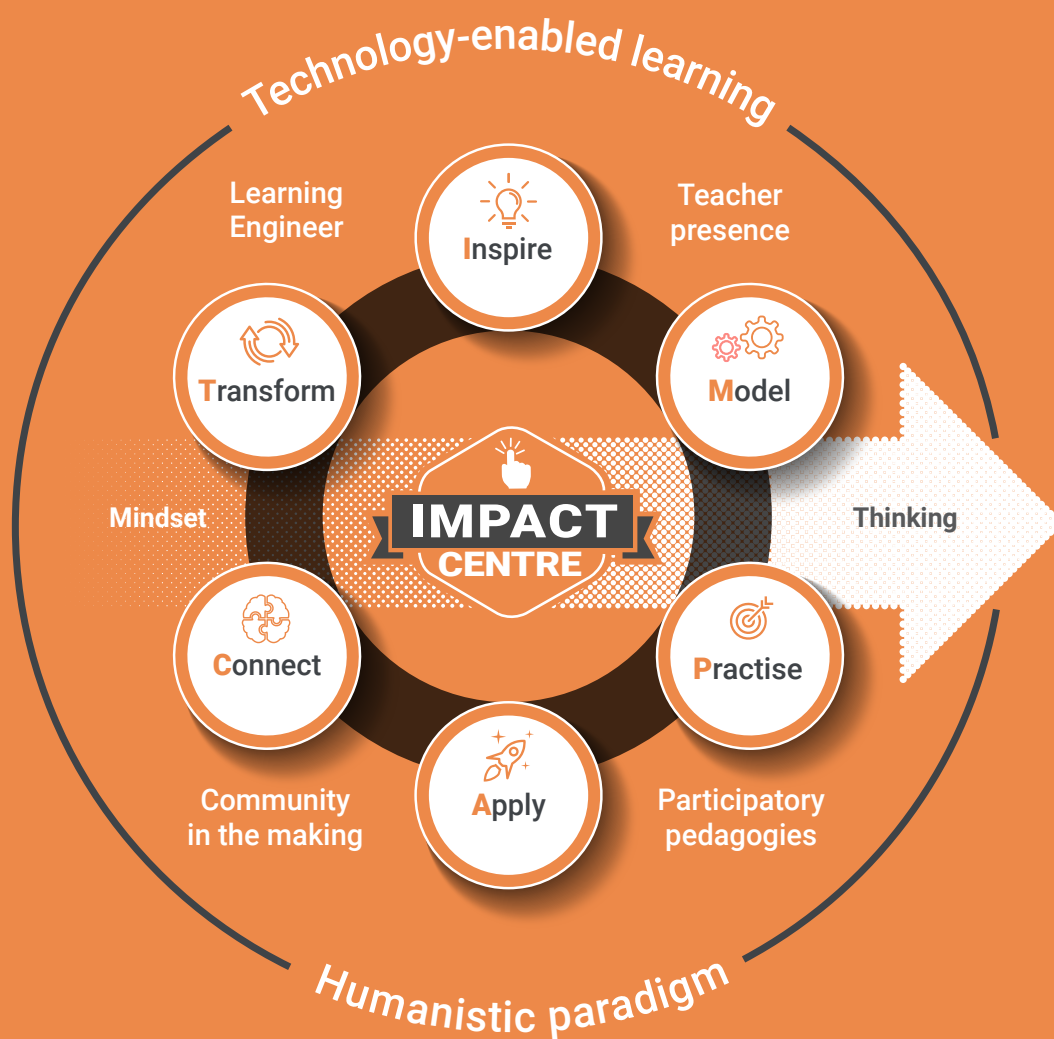 Technology-enabled learning
Learning
Engineer
Inspire
Teacher
presence
Transform
Model
Mindset
IMPACT
CENTRE
Thinking
Connect
Practise
Apply
Community
in the making
Participatory
pedagogies
Humanistic paradigm